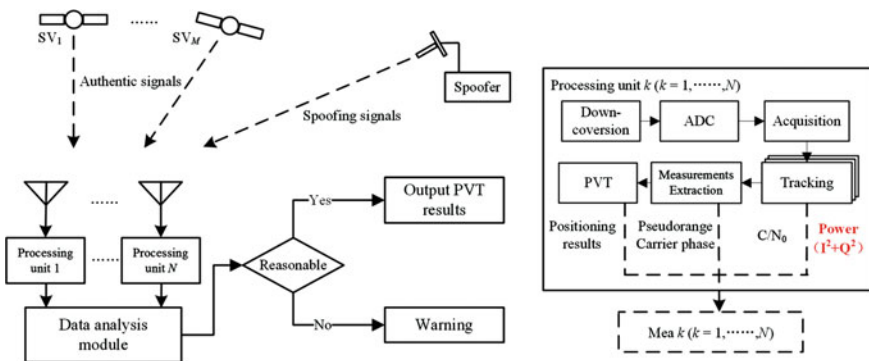 SV1 ······ SVM
Authentic signals
Spoofing signals
Spoofer
······
Processing unit 1
······
Processing unit N
Data analysis module
Reasonable
Yes
Output PVT results
No
Warning
Processing unit k (k = 1,······,N)
Down-coversion
ADC
Acquisition
PVT
Measurements Extraction
Tracking
Positioning results
Pseudorange
Carrier phase
C/N0
Power
(I²+Q²)
Mea k (k = 1,······,N)